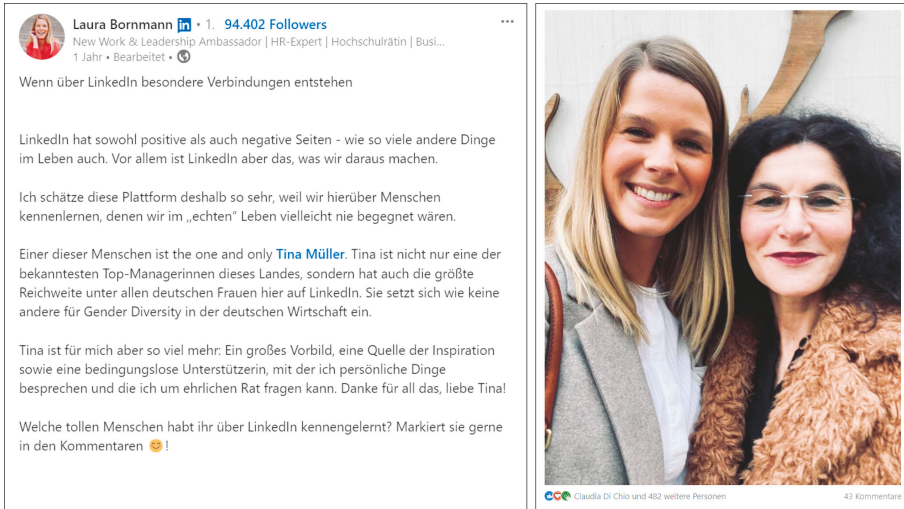 Laura Bornmann in • 1. 94.402 Followers
New Work & Leadership Ambassador | HR-Expert | Hochschulrätin | Busi...
1 Jahr • Bearbeitet •
Wenn über LinkedIn besondere Verbindungen entstehen
LinkedIn hat sowohl positive als auch negative Seiten - wie so viele andere Dinge
im Leben auch. Vor allem ist LinkedIn aber das, was wir daraus machen.
Ich schätze diese Plattform deshalb so sehr, weil wir hierüber Menschen
kennenlernen, denen wir im „echten“ Leben vielleicht nie begegnet wären.
Einer dieser Menschen ist the one and only Tina Müller. Tina ist nicht nur eine der
bekanntesten Top-Managerinnen dieses Landes, sondern hat auch die größte
Reichweite unter allen deutschen Frauen hier auf LinkedIn. Sie setzt sich wie keine
andere für Gender Diversity in der deutschen Wirtschaft ein.
Tina ist für mich aber so viel mehr: Ein großes Vorbild, eine Quelle der Inspiration
sowie eine bedingungslose Unterstützerin, mit der ich persönliche Dinge
besprechen und die ich um ehrlichen Rat fragen kann. Danke für all das, liebe Tina!
Welche tollen Menschen habt ihr über LinkedIn kennengelernt? Markiert sie gerne
in den Kommentaren 😊!
Claudia Di Chio und 482 weitere Personen
43 Kommentare